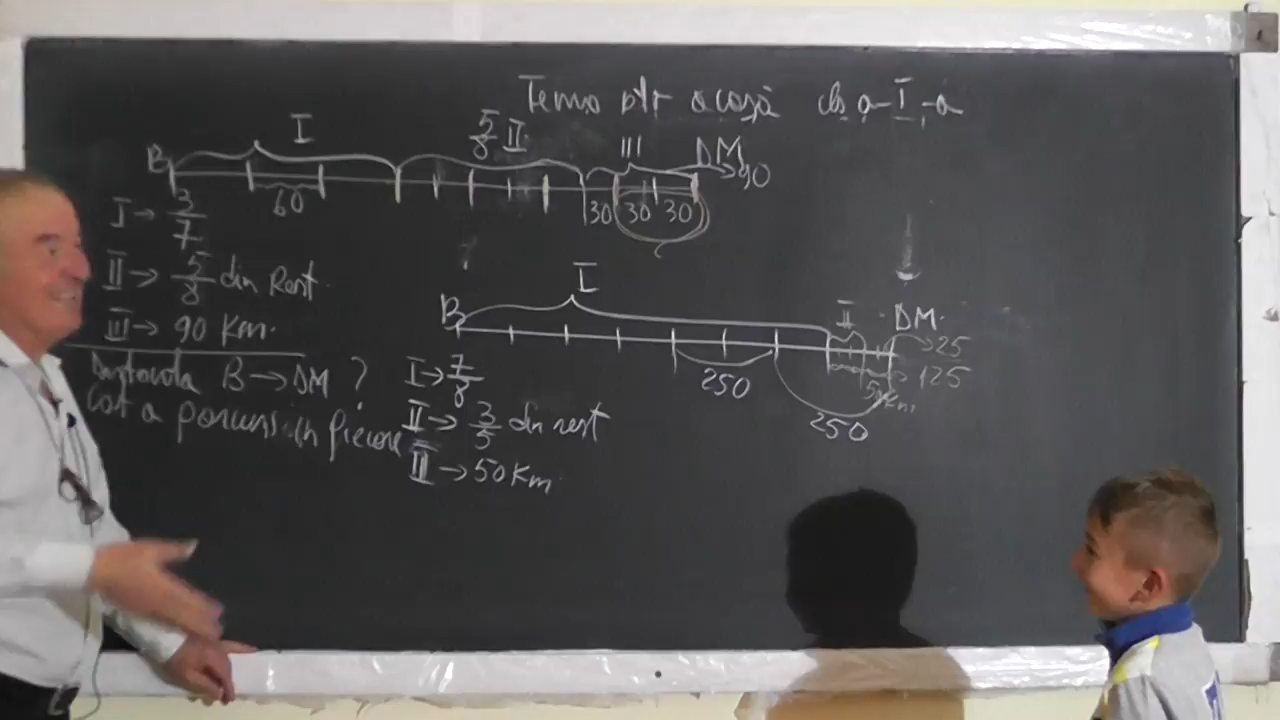 Tema ptr acasă cls a-I-a
I 5/8 II III DM
B 90
60 30 30 30
I → 3/7
II → 5/8 din Rest
III → 90 Km
B → DM ?
Cât a parcurs în fiecare
I
B II DM
25
125
250 50 Km
250
I → 7/8
II → 3/5 din rest
III → 50 Km